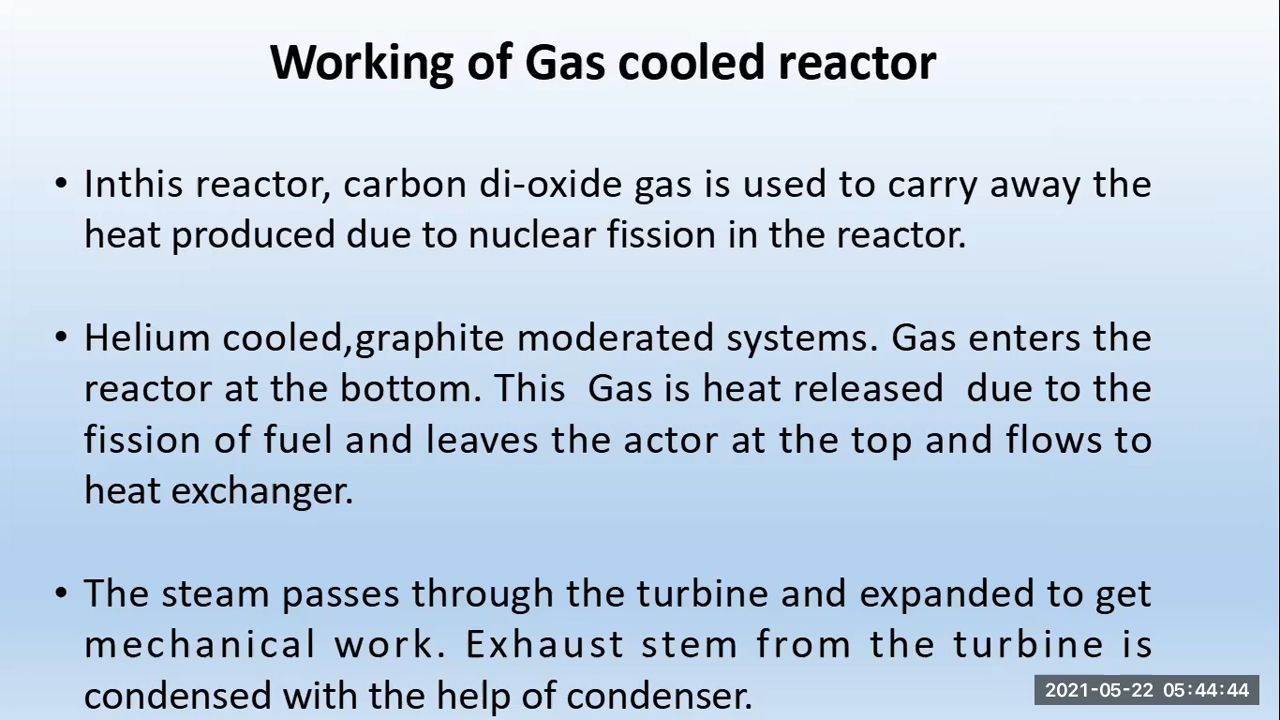 Working of Gas cooled reactor
• Inthis reactor, carbon di-oxide gas is used to carry away the
heat produced due to nuclear fission in the reactor.
• Helium cooled,graphite moderated systems. Gas enters the
reactor at the bottom. This  Gas is heat released  due to the
fission of fuel and leaves the actor at the top and flows to
heat exchanger.
• The steam passes through the turbine and expanded to get
mechanical work. Exhaust stem from the turbine is
condensed with the help of condenser.
2021-05-22 05:44:44